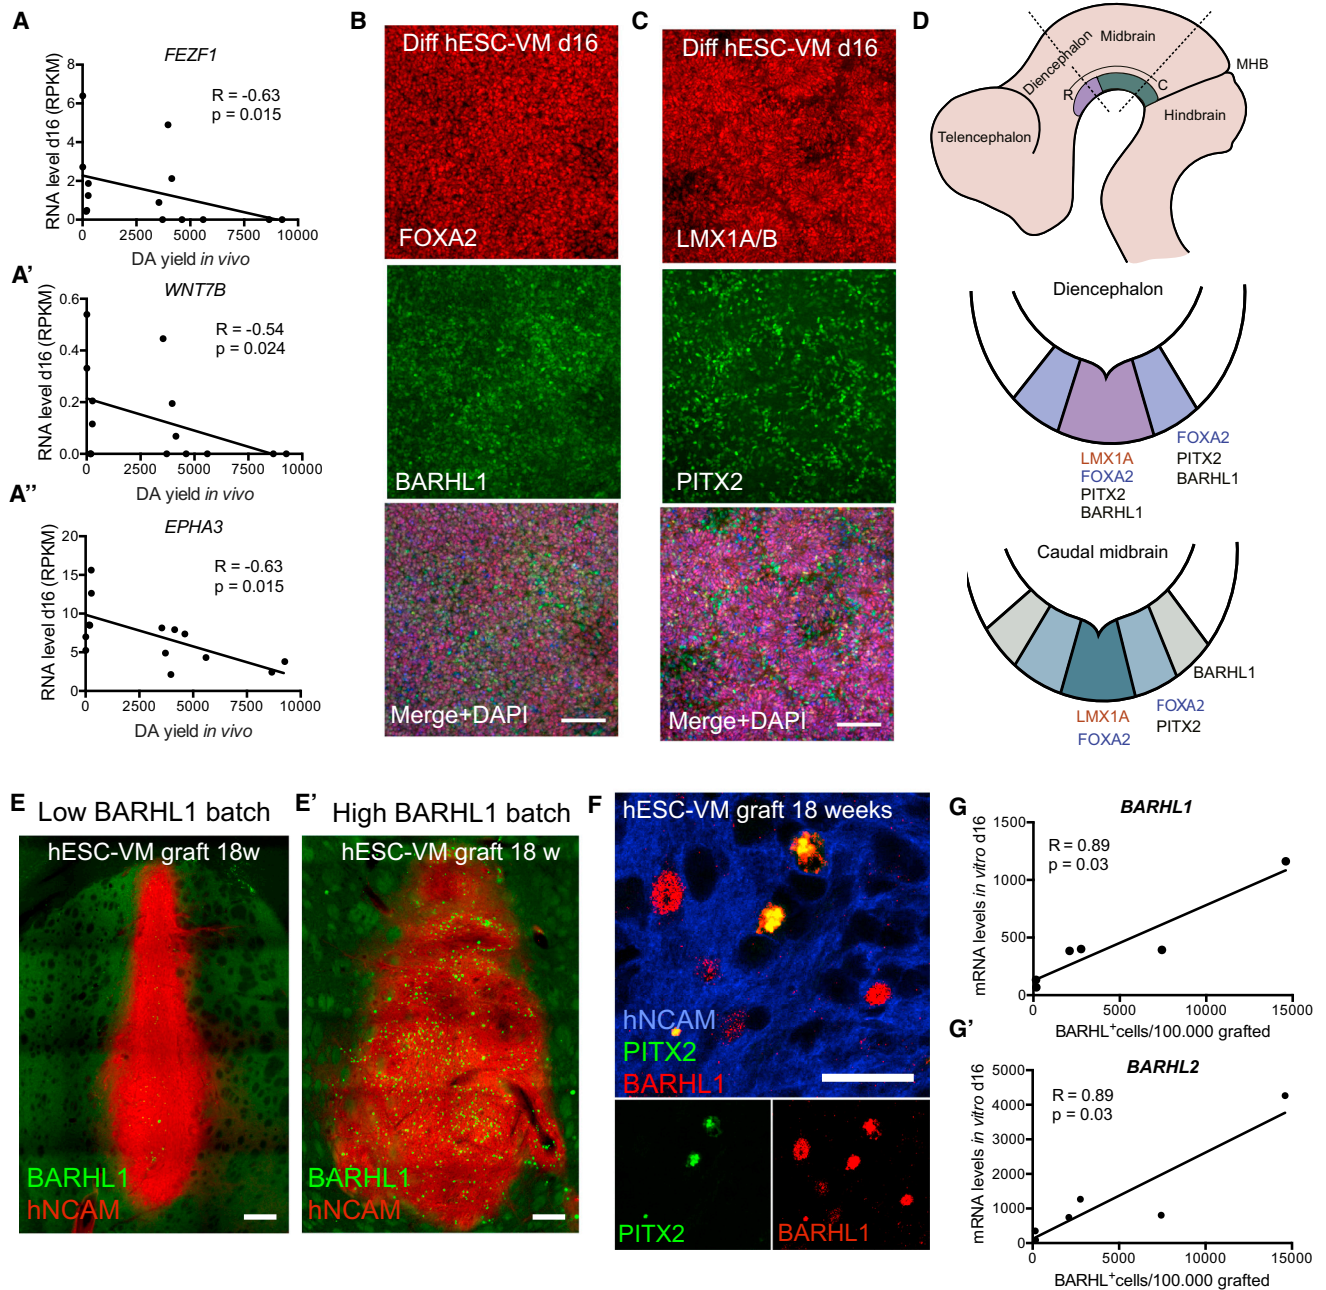 A
FEZF1
R = -0.63
p = 0.015
RNA level d16 (RPKM)
8
6
4
2
0
0 2500 5000 7500 10000
DA yield in vivo
A'
WNT7B
R = -0.54
p = 0.024
RNA level d16 (RPKM)
0.6
0.4
0.2
0.0
0 2500 5000 7500 10000
DA yield in vivo
A''
EPHA3
R = -0.63
p = 0.015
RNA level d16 (RPKM)
20
15
10
5
0
0 2500 5000 7500 10000
DA yield in vivo
B
Diff hESC-VM d16
FOXA2
BARHL1
Merge+DAPI
C
Diff hESC-VM d16
LMX1A/B
PITX2
Merge+DAPI
D
Diencephalon
Midbrain
MHB
R
C
Hindbrain
Telencephalon
Diencephalon
LMX1A
FOXA2
PITX2
BARHL1
FOXA2
PITX2
BARHL1
Caudal midbrain
BARHL1
LMX1A
FOXA2
FOXA2
PITX2
E
Low BARHL1 batch
hESC-VM graft 18w
BARHL1
hNCAM
E'
High BARHL1 batch
hESC-VM graft 18 w
BARHL1
hNCAM
F
hESC-VM graft 18 weeks
hNCAM
PITX2
BARHL1
PITX2
BARHL1
G
BARHL1
R = 0.89
p = 0.03
mRNA levels in vitro d16
1500
1000
500
0
0 5000 10000 15000
BARHL+cells/100.000 grafted
G'
BARHL2
R = 0.89
p = 0.03
mRNA levels in vitro d16
5000
4000
3000
2000
1000
0
0 5000 10000 15000
BARHL+cells/100.000 grafted